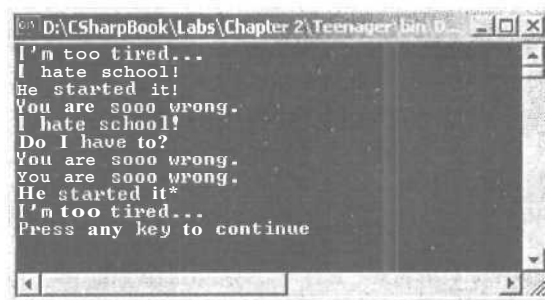 D:\CSharpBook\Labs\Chapter 2\Teenager\bin\D...
I'm too tired...
I hate school!
He started it!
You are sooo wrong.
I hate school!
Do I have to?
You are sooo wrong.
You are sooo wrong.
He started it*
I'm too tired...
Press any key to continue